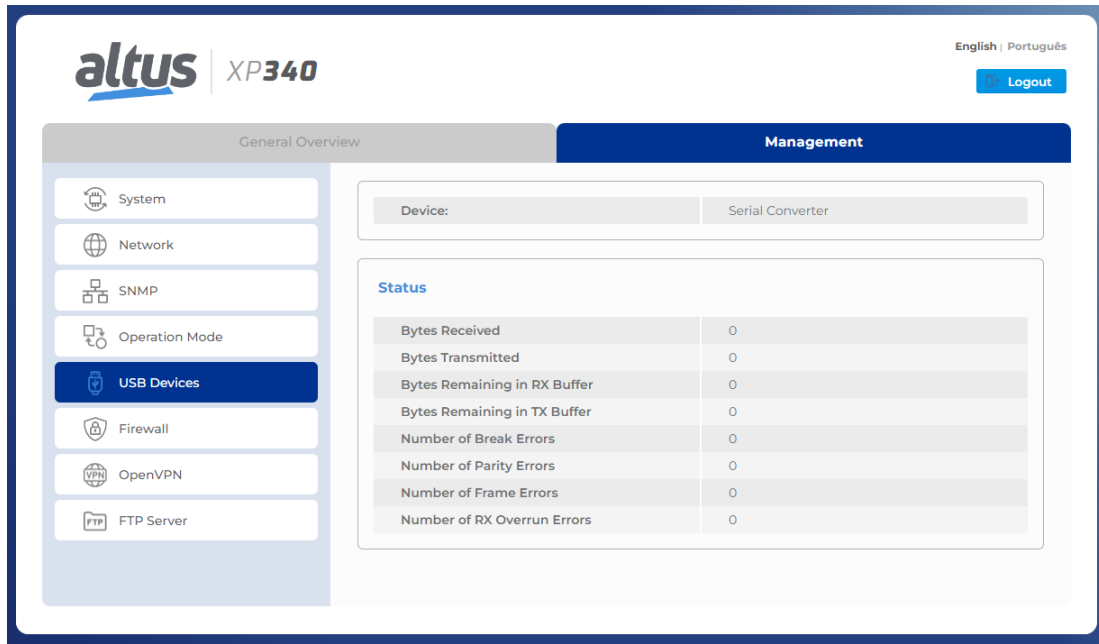 altus XP340
English | Português
Logout
General Overview
Management
System
Network
SNMP
Operation Mode
USB Devices
Firewall
VPN OpenVPN
FTP FTP Server
Device: Serial Converter
Status
Bytes Received 0
Bytes Transmitted 0
Bytes Remaining in RX Buffer 0
Bytes Remaining in TX Buffer 0
Number of Break Errors 0
Number of Parity Errors 0
Number of Frame Errors 0
Number of RX Overrun Errors 0